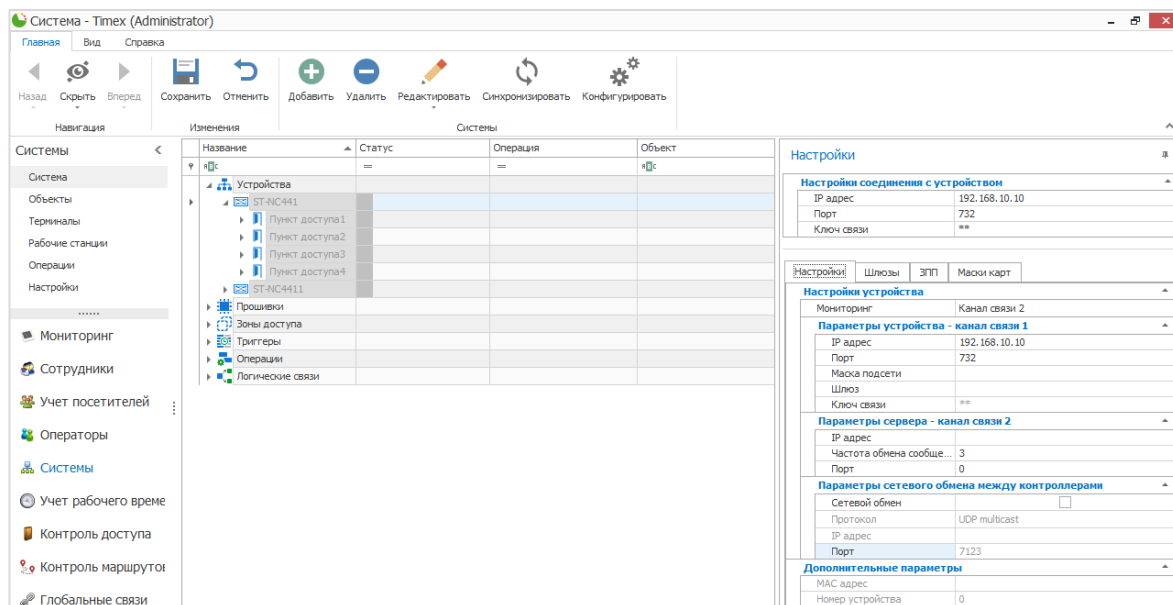 Система - Timex (Administrator)
Главная Вид Справка
Назад Скрыть Вперед Сохранить Отменить Добавить Удалить Редактировать Синхронизировать Конфигурировать
Навигация Изменения Системы
Системы
Система
Объекты
Терминалы
Рабочие станции
Операции
Настройки
Мониторинг
Сотрудники
Учет посетителей
Операторы
Системы
Учет рабочего време
Контроль доступа
Контроль маршрутов
Глобальные связи
Название Статус Операция Объект
= =
Устройства
ST-NC441
Пункт доступа1
Пункт доступа2
Пункт доступа3
Пункт доступа4
ST-NC4411
Прошивки
Зоны доступа
Триггеры
Операции
Логические связи
Настройки
Настройки соединения с устройством
IP адрес 192.168.10.10
Порт 732
Ключ связи **
Настройки Шлюзы ЗПП Маски карт
Настройки устройства
Мониторинг Канал связи 2
Параметры устройства - канал связи 1
IP адрес 192.168.10.10
Порт 732
Маска подсети
Шлюз
Ключ связи **
Параметры сервера - канал связи 2
IP адрес
Частота обмена сообще... 3
Порт 0
Параметры сетевого обмена между контроллерами
Сетевой обмен
Протокол UDP multicast
IP адрес
Порт 7123
Дополнительные параметры
MAC адрес
Номер устройства 0